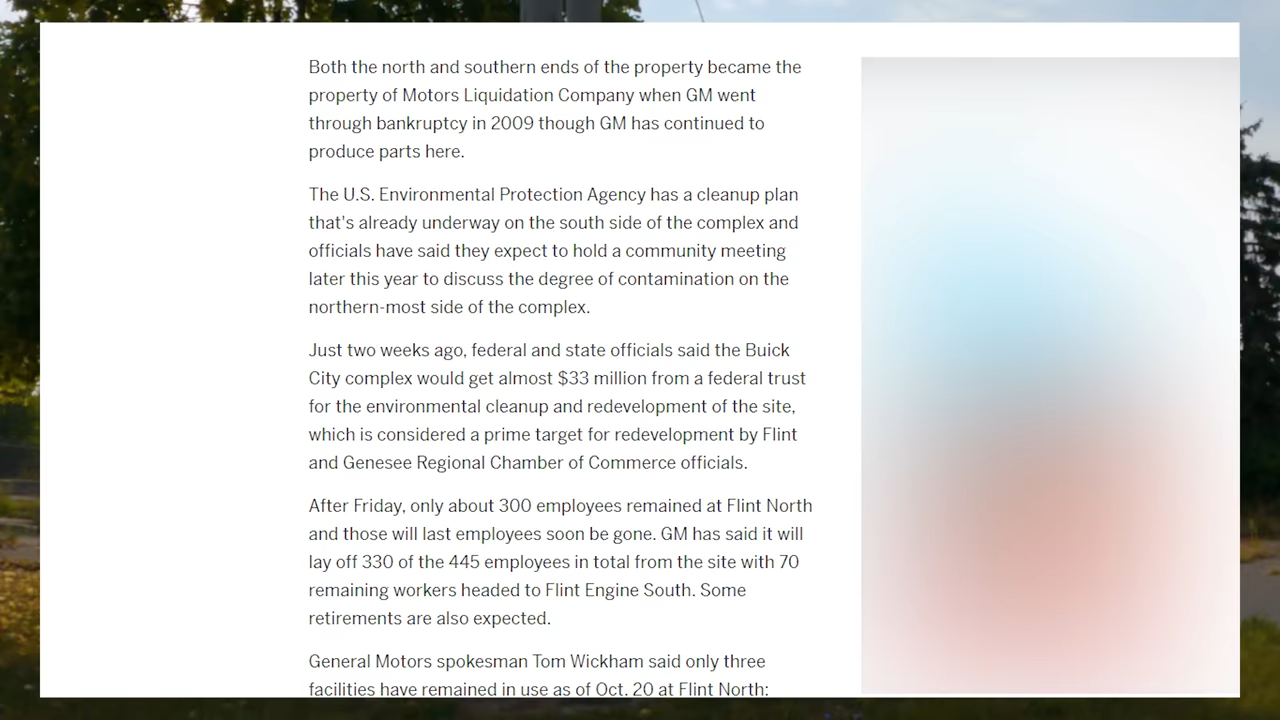 Both the north and southern ends of the property became the
property of Motors Liquidation Company when GM went
through bankruptcy in 2009 though GM has continued to
produce parts here.
The U.S. Environmental Protection Agency has a cleanup plan
that's already underway on the south side of the complex and
officials have said they expect to hold a community meeting
later this year to discuss the degree of contamination on the
northern-most side of the complex.
Just two weeks ago, federal and state officials said the Buick
City complex would get almost $33 million from a federal trust
for the environmental cleanup and redevelopment of the site,
which is considered a prime target for redevelopment by Flint
and Genesee Regional Chamber of Commerce officials.
After Friday, only about 300 employees remained at Flint North
and those will last employees soon be gone. GM has said it will
lay off 330 of the 445 employees in total from the site with 70
remaining workers headed to Flint Engine South. Some
retirements are also expected.
General Motors spokesman Tom Wickham said only three
facilities have remained in use as of Oct. 20 at Flint North: